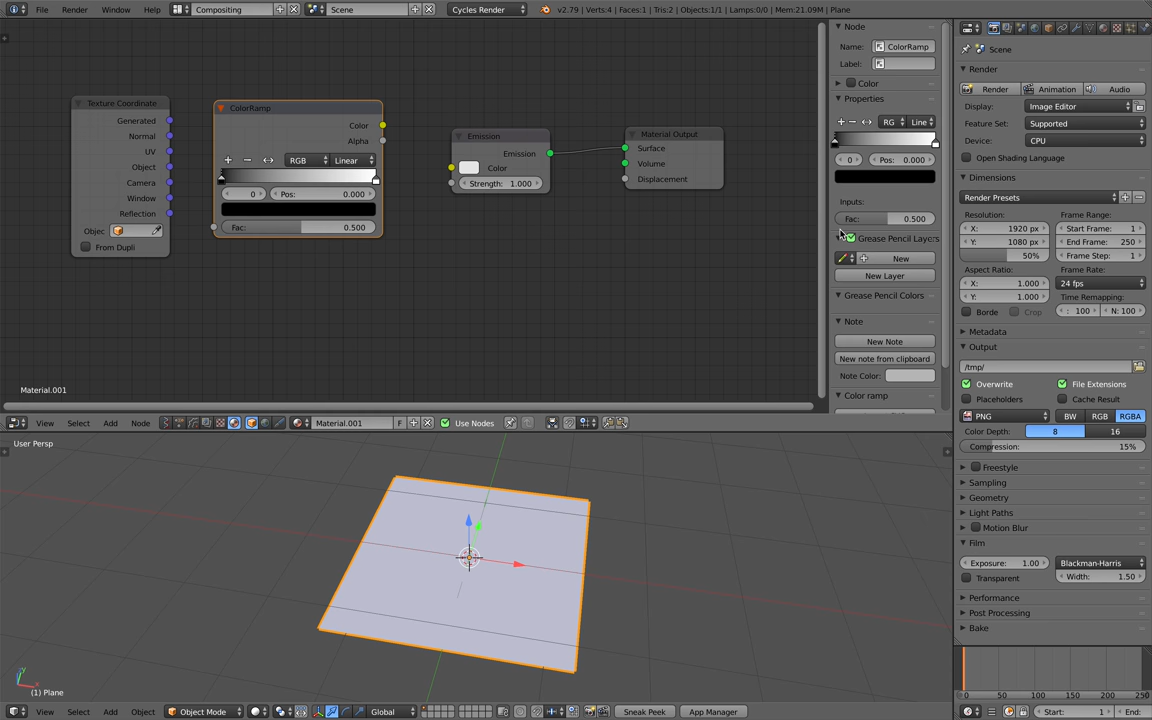 File Render Window Help Compositing Scene Cycles Render v2.79 | Verts:4 | Faces:1 | Tris:2 | Objects:1/1 | Lamps:0/0 | Mem:21.09M | Plane
Texture Coordinate
Generated
Normal
UV
Object
Camera
Window
Reflection
Objec
From Dupli
ColorRamp
Color
Alpha
RGB Linear
0 Pos: 0.000
Fac: 0.500
Emission
Emission
Color
Strength: 1.000
Material Output
Surface
Volume
Displacement
Material.001
Node
Name: ColorRamp
Label:
Color
Properties
RG Line
0 Pos: 0.000
Inputs:
Fac: 0.500
Grease Pencil Layers
New
New Layer
Grease Pencil Colors
Note
New Note
New note from clipboard
Note Color:
Color ramp
View Select Add Node Material.001 F Use Nodes
User Persp
(1) Plane
View Select Add Object Object Mode Global Sneak Peek App Manager
Scene
Render
Render Animation Audio
Display: Image Editor
Feature Set: Supported
Device: CPU
Open Shading Language
Dimensions
Render Presets
Resolution: Frame Range:
X: 1920 px Start Frame: 1
Y: 1080 px End Frame: 250
50% Frame Step: 1
Aspect Ratio: Frame Rate:
X: 1.000 24 fps
Y: 1.000 Time Remapping:
Borde Crop : 100 N: 100
Metadata
Output
/tmp/
Overwrite File Extensions
Placeholders Cache Result
PNG BW RGB RGBA
Color Depth: 8 16
Compression: 15%
Freestyle
Sampling
Geometry
Light Paths
Motion Blur
Film
Exposure: 1.00 Blackman-Harris
Transparent Width: 1.50
Performance
Post Processing
Bake
0 50 100 150 200 250
Start: 1 End: